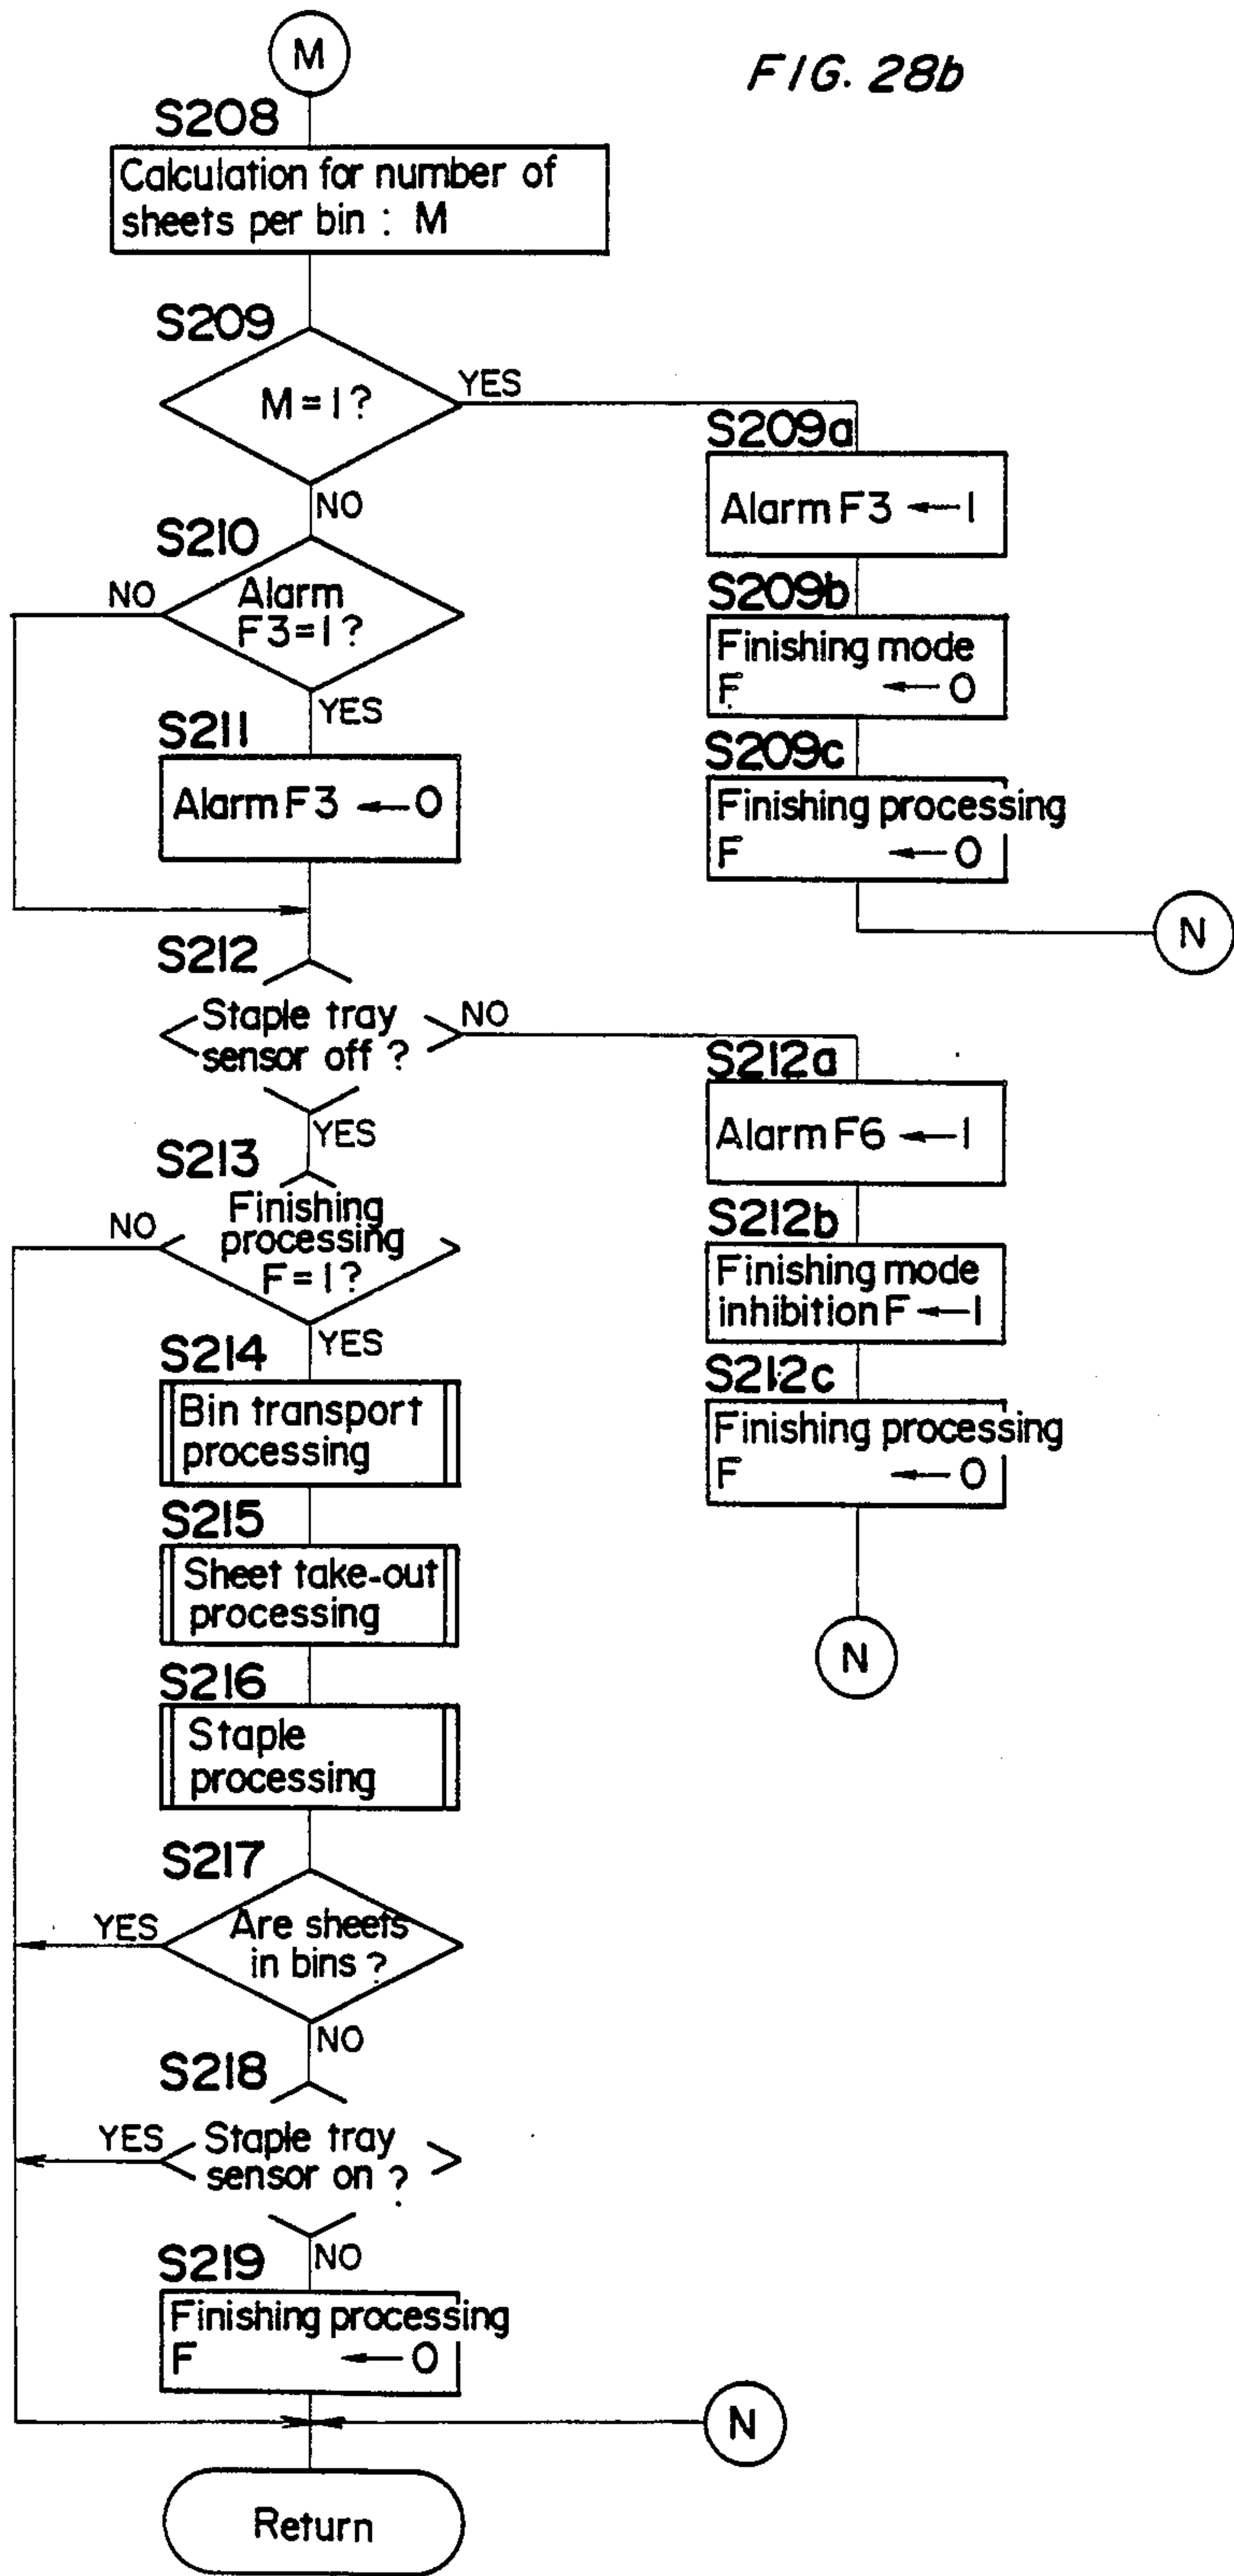 M
FIG. 28b
S208
Calculation for number of
sheets per bin : M
S209
M=1?
YES
NO
S209a
Alarm F3 ←1
S209b
Finishing mode
F ←0
S209c
Finishing processing
F ←0
N
S210
Alarm
F3=1?
NO
YES
S211
Alarm F3 ←0
S212
Staple tray
sensor off ?
NO
YES
S212a
Alarm F6 ←1
S212b
Finishing mode
inhibition F ←1
S212c
Finishing processing
F ←0
N
S213
Finishing
processing
F=1?
NO
YES
S214
Bin transport
processing
S215
Sheet take-out
processing
S216
Staple
processing
S217
Are sheets
in bins ?
YES
NO
S218
Staple tray
sensor on ?
YES
NO
S219
Finishing processing
F ←0
N
Return